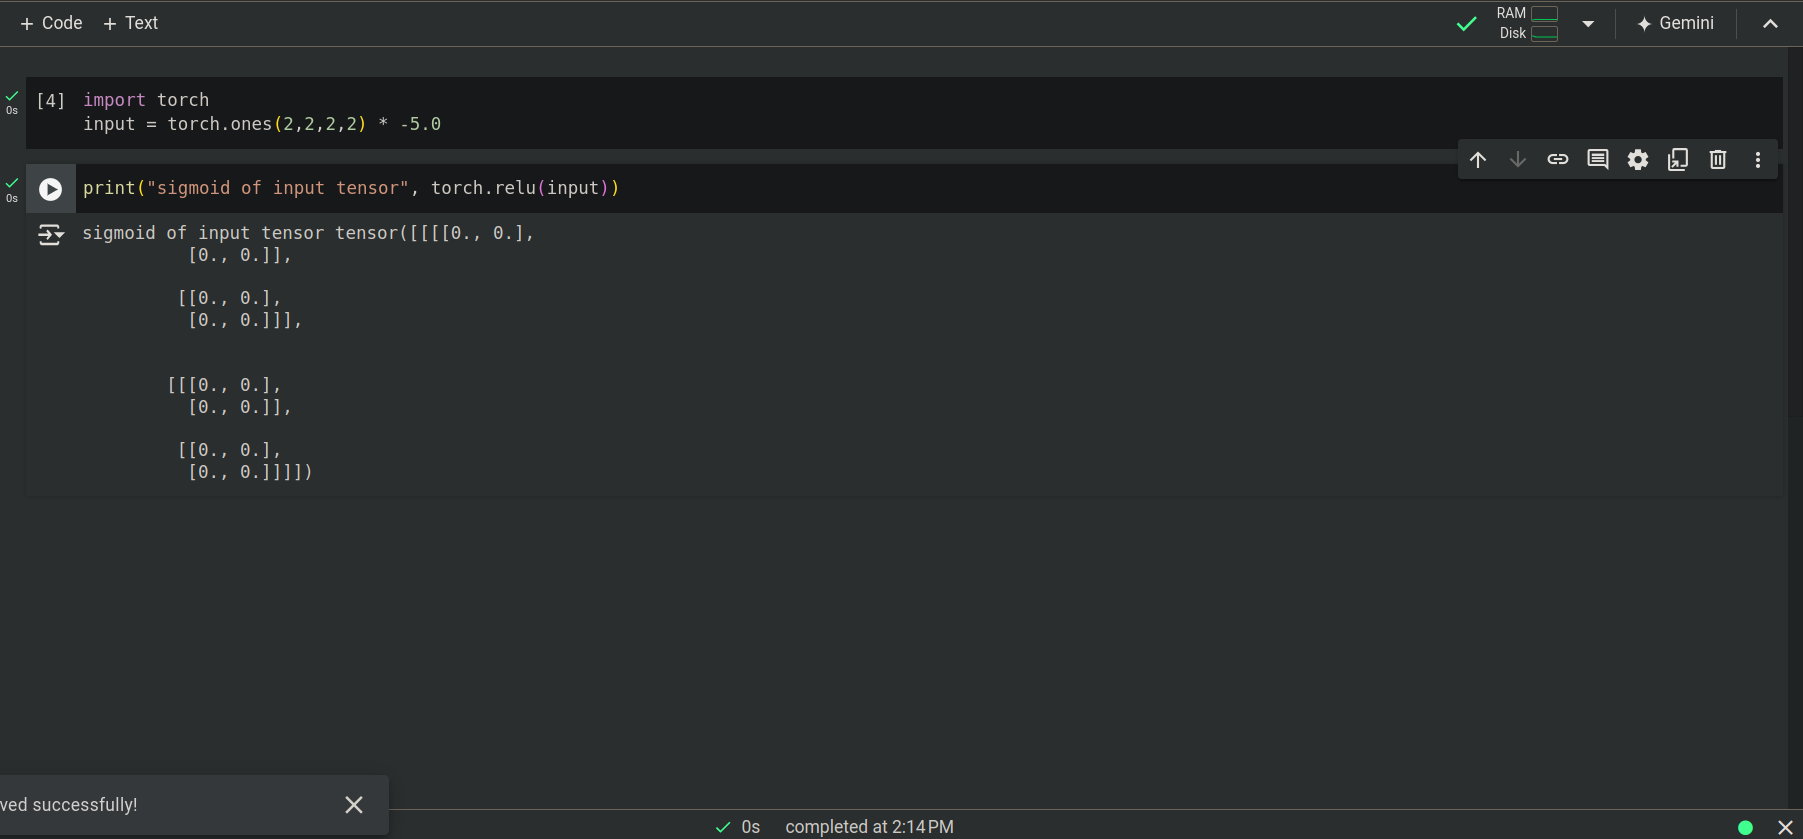 + Code + Text
RAM
Disk
Gemini
0s
[4] import torch
input = torch.ones(2,2,2,2) * -5.0
0s
print("sigmoid of input tensor", torch.relu(input))
sigmoid of input tensor tensor([[[[0., 0.],
[0., 0.]],
[[0., 0.],
[0., 0.]]],
[[[0., 0.],
[0., 0.]],
[[0., 0.],
[0., 0.]]]])
ved successfully!
0s completed at 2:14 PM